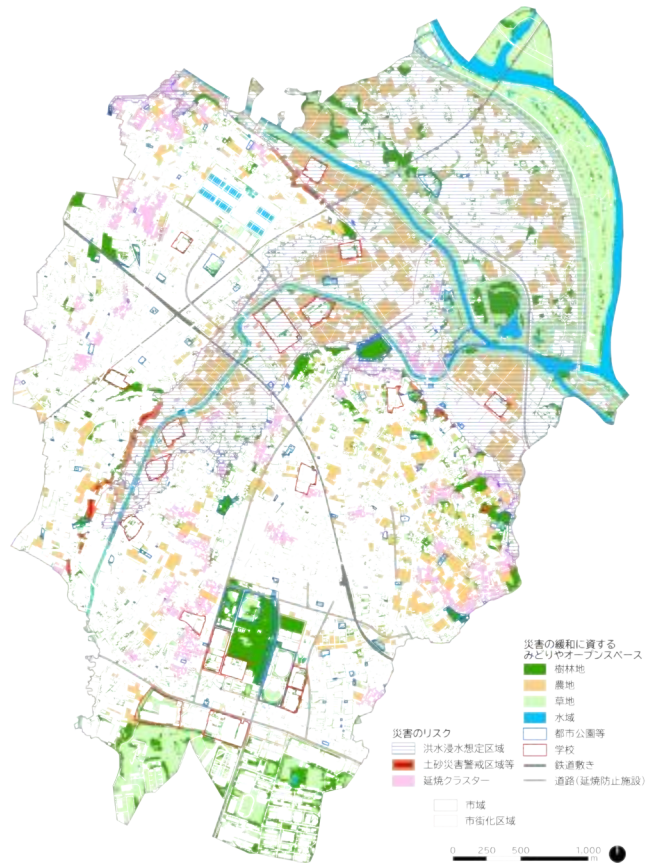 災害の緩和に資する
みどりやオープンスペース
樹林地
農地
草地
水域
都市公園等
学校
鉄道敷き
道路(延焼防止施設)
災害のリスク
洪水浸水想定区域
土砂災害警戒区域等
延焼クラスター
市域
市街化区域
0 250 500 1,000
m